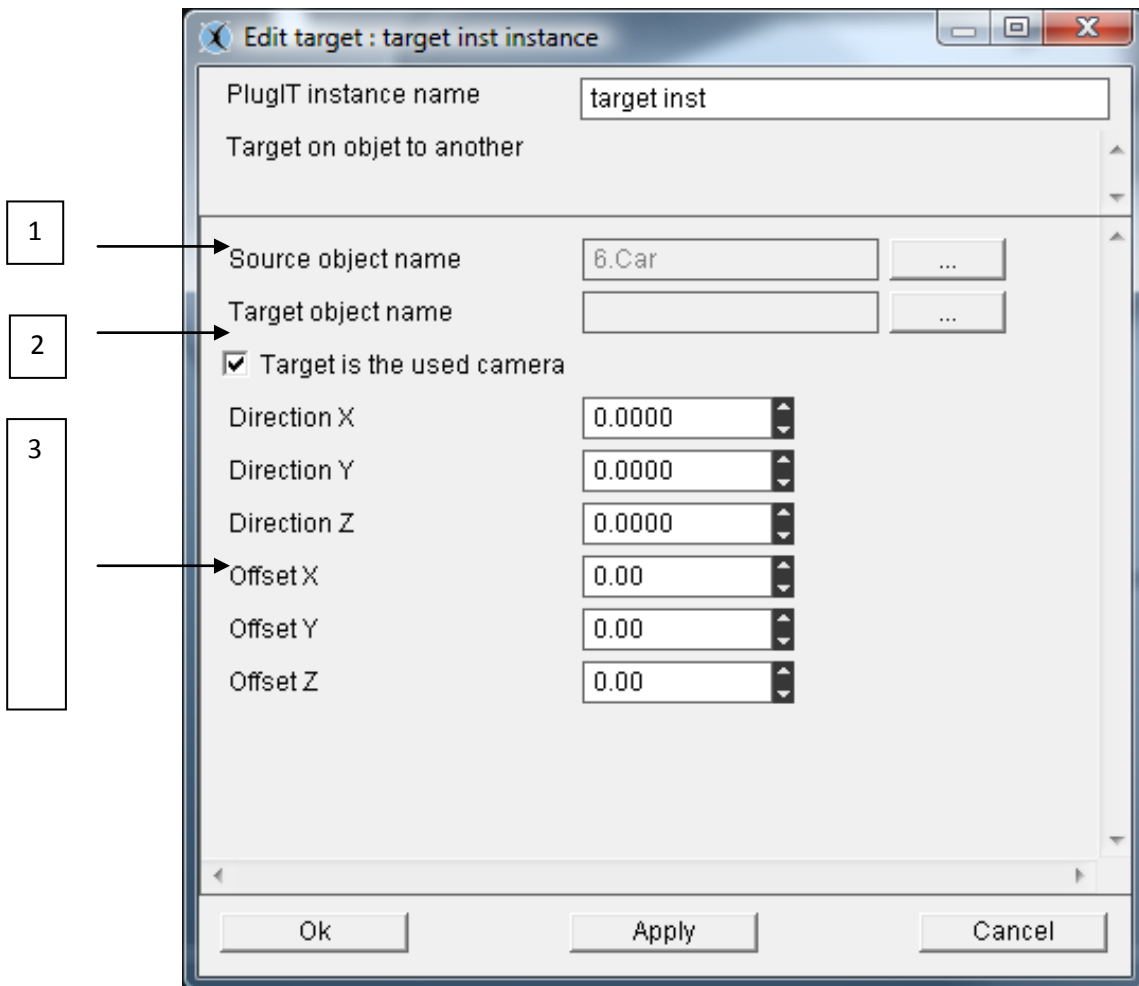 Edit target : target inst instance
PlugIT instance name target inst
Target on objet to another
1
Source object name 6.Car ...
Target object name ...
2
Target is the used camera
Direction X 0.0000
3
Direction Y 0.0000
Direction Z 0.0000
Offset X 0.00
Offset Y 0.00
Offset Z 0.00
Ok Apply Cancel